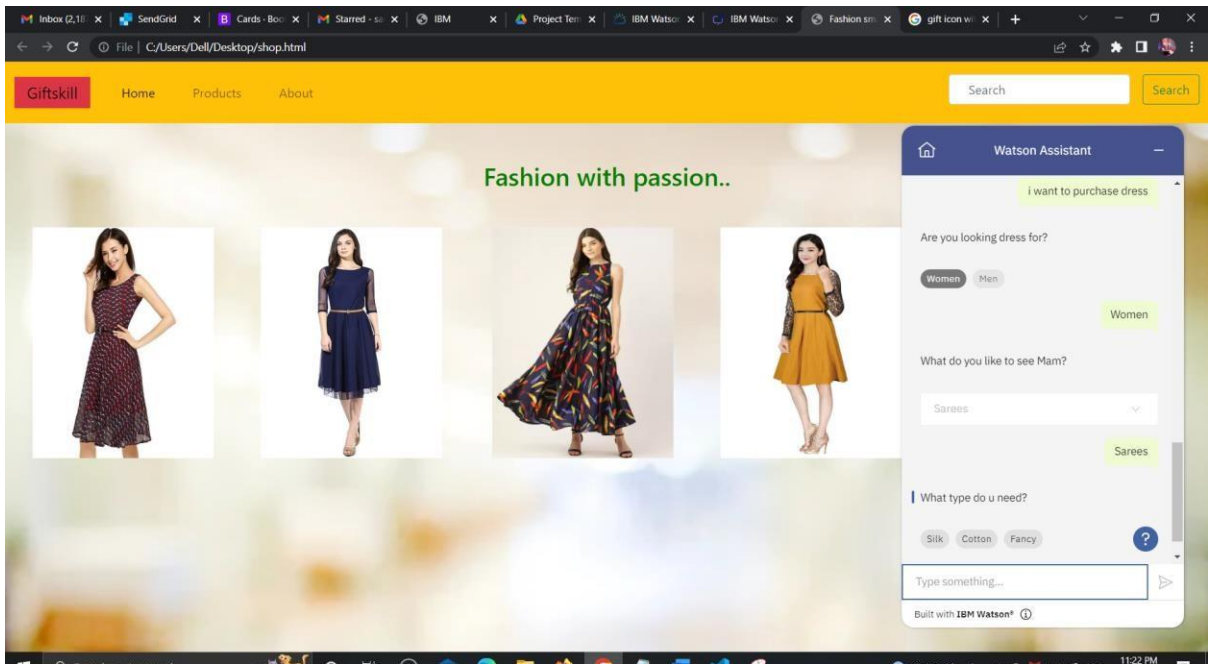 Inbox (2,18
SendGrid
Cards · Boo
Starred - sa
IBM
Project Tem
IBM Watso
IBM Watso
Fashion sm
gift icon wi
File | C:/Users/Dell/Desktop/shop.html
Giftskill Home Products About Search Search
Fashion with passion..
Watson Assistant
i want to purchase dress
Are you looking dress for?
Women Men
Women
What do you like to see Mam?
Sarees
Sarees
What type do u need?
Silk Cotton Fancy ?
Type something...
Built with IBM Watson®
11:22 PM